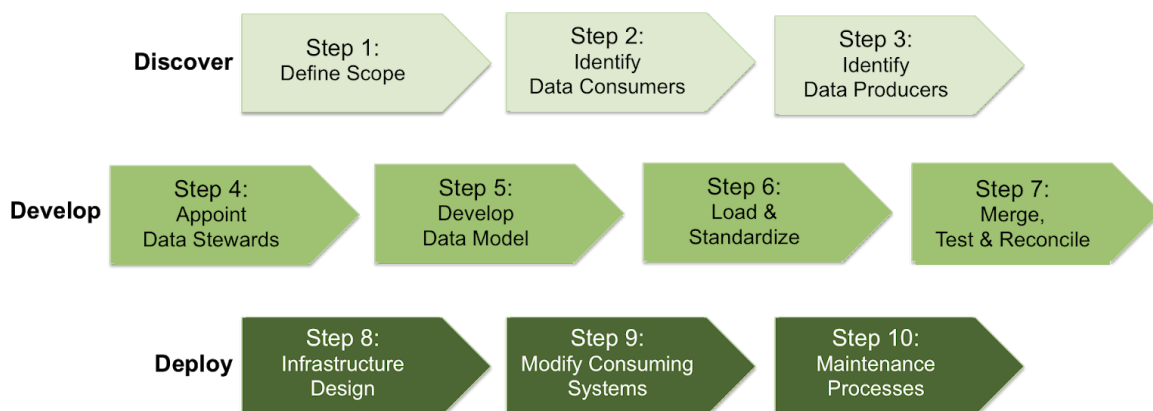 Discover
Step 1:
Define Scope
Step 2:
Identify
Data Consumers
Step 3:
Identify
Data Producers
Develop
Step 4:
Appoint
Data Stewards
Step 5:
Develop
Data Model
Step 6:
Load &
Standardize
Step 7:
Merge,
Test & Reconcile
Deploy
Step 8:
Infrastructure
Design
Step 9:
Modify Consuming
Systems
Step 10:
Maintenance
Processes